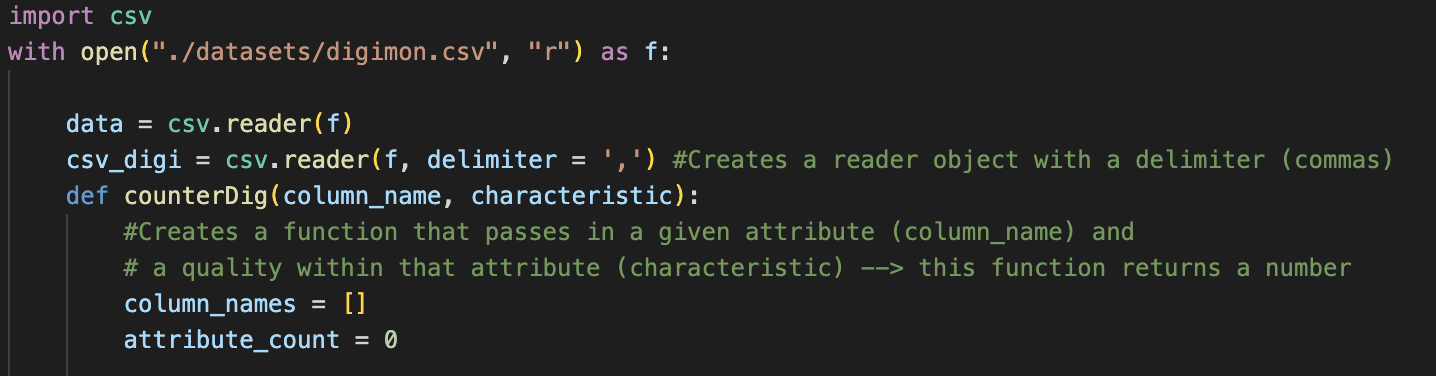 import csv
with open("./datasets/digimon.csv", "r") as f:
data = csv.reader(f)
csv_digi = csv.reader(f, delimiter = ',') #Creates a reader object with a delimiter (commas)
def counterDig(column_name, characteristic):
#Creates a function that passes in a given attribute (column_name) and
# a quality within that attribute (characteristic) --> this function returns a number
column_names = []
attribute_count = 0